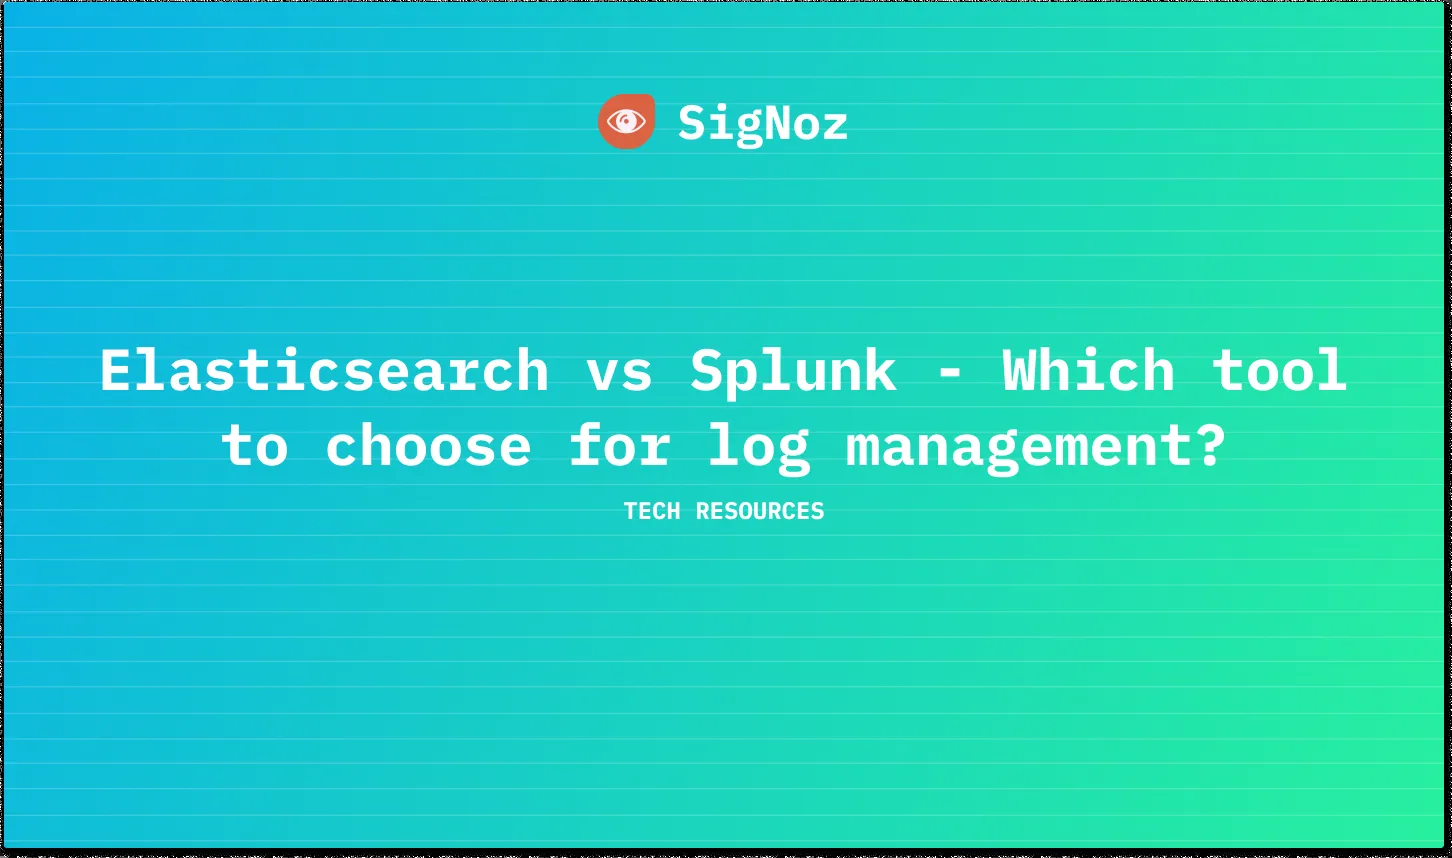 SigNoz
Elasticsearch vs Splunk - Which tool
to choose for log management?
TECH RESOURCES